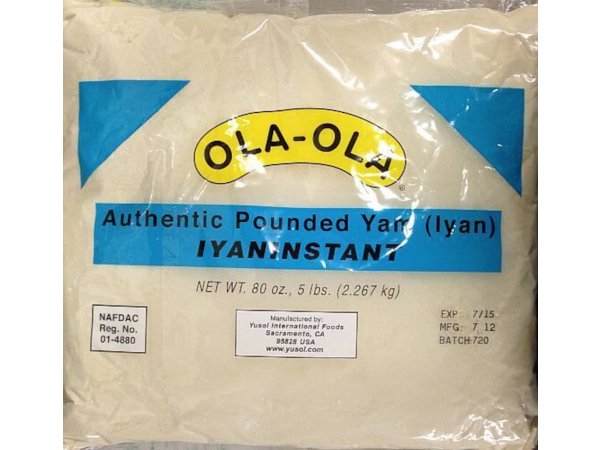 OLA-OLA
®
Authentic Pounded Yam (Iyan)
IYANINSTANT
NET WT. 80 oz., 5 lbs. (2.267 kg)
NAFDAC
Reg. No.
01-4880
Manufactured by:
Yusol International Foods
Sacramento, CA
95828 USA
www.yusol.com
EXP: 7/15
MFG: 7 12
BATCH:720